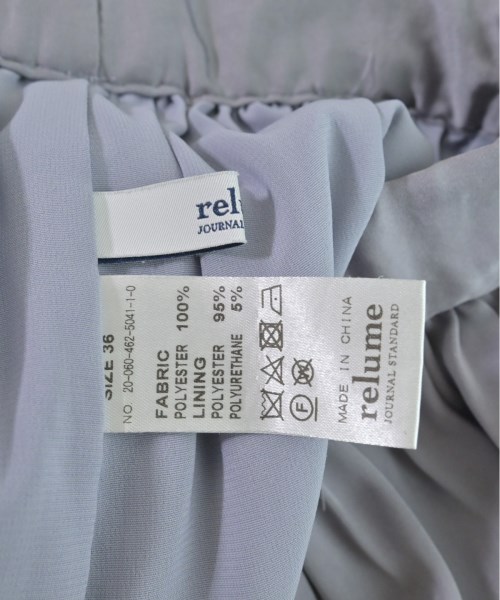 relu
JOURNAL
SIZE 36
NO. 20-060-462-5041-1-0
FABRIC
POLYESTER 100%
LINING
POLYESTER 95%
POLYURETHANE 5%
F W
MADE IN CHINA
relume
JOURNAL STANDARD